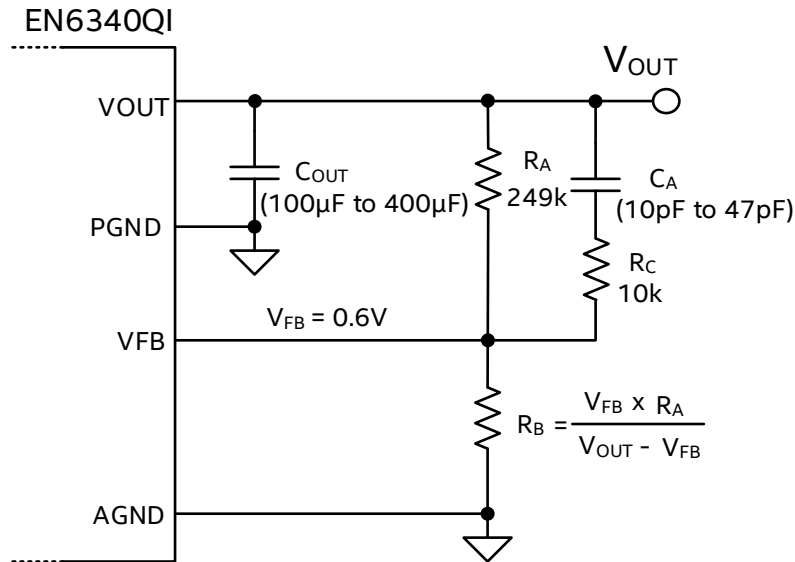 EN6340QI
VOUT
VOUT
COUT
(100µF to 400µF)
RA
249k
CA
(10pF to 47pF)
PGND
RC
10k
VFB = 0.6V
VFB
RB = VFB x RA
VOUT - VFB
AGND